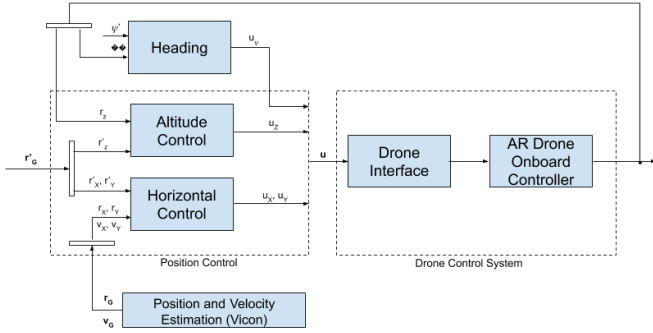 ψ'
��
Heading
u_ψ
r_z
Altitude
Control
u_Z
r'_z
r'_G
r'_X, r'_Y
Horizontal
Control
u_X, u_Y
r_X, r_Y
v_X, v_Y
u
Drone
Interface
AR Drone
Onboard
Controller
Position Control
Drone Control System
r_G
v_G
Position and Velocity
Estimation (Vicon)